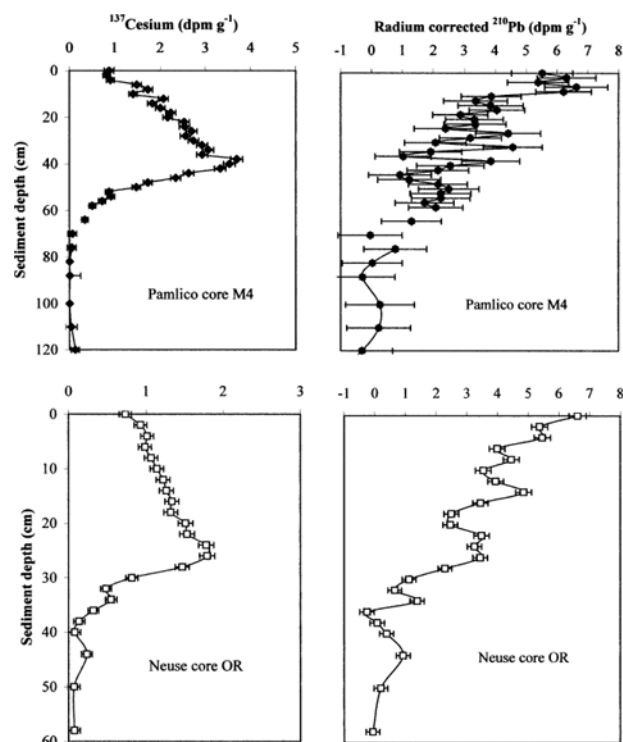 ¹³⁷Cesium (dpm g⁻¹)
0 1 2 3 4 5
0
20
40
60
80
100
120
Sediment depth (cm)
Pamlico core M4
Radium corrected ²¹⁰Pb (dpm g⁻¹)
-1 0 1 2 3 4 5 6 7 8
Pamlico core M4
0 1 2 3
0
10
20
30
40
50
60
Sediment depth (cm)
Neuse core OR
-1 0 1 2 3 4 5 6 7 8
Neuse core OR